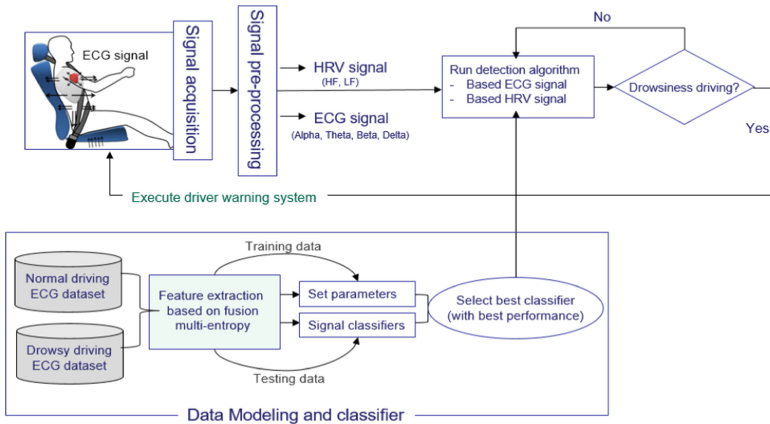 No
ECG signal
Signal acquisition
Signal pre-processing
HRV signal
(HF, LF)
ECG signal
(Alpha, Theta, Beta, Delta)
Run detection algorithm
- Based ECG signal
- Based HRV signal
Drowsiness driving?
Yes
Execute driver warning system
Training data
Normal driving
ECG dataset
Drowsy driving
ECG dataset
Feature extraction
based on fusion
multi-entropy
Set parameters
Signal classifiers
Select best classifier
(with best performance)
Testing data
Data Modeling and classifier